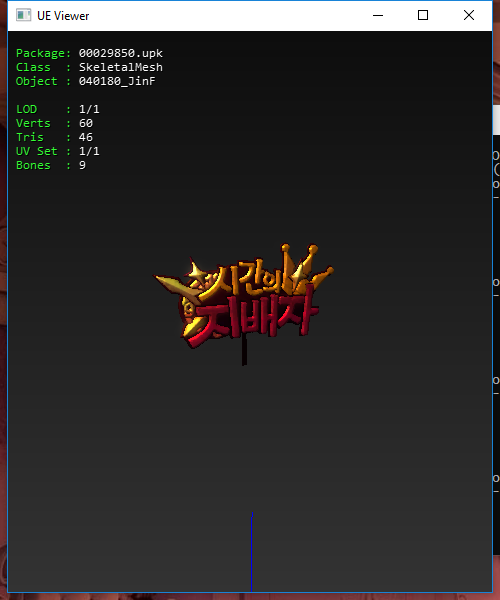 UE Viewer
Package: 00029850.upk
Class : SkeletalMesh
Object : 040180_JinF
LOD : 1/1
Verts : 60
Tris : 46
UV Set : 1/1
Bones : 9
시간의
지배자